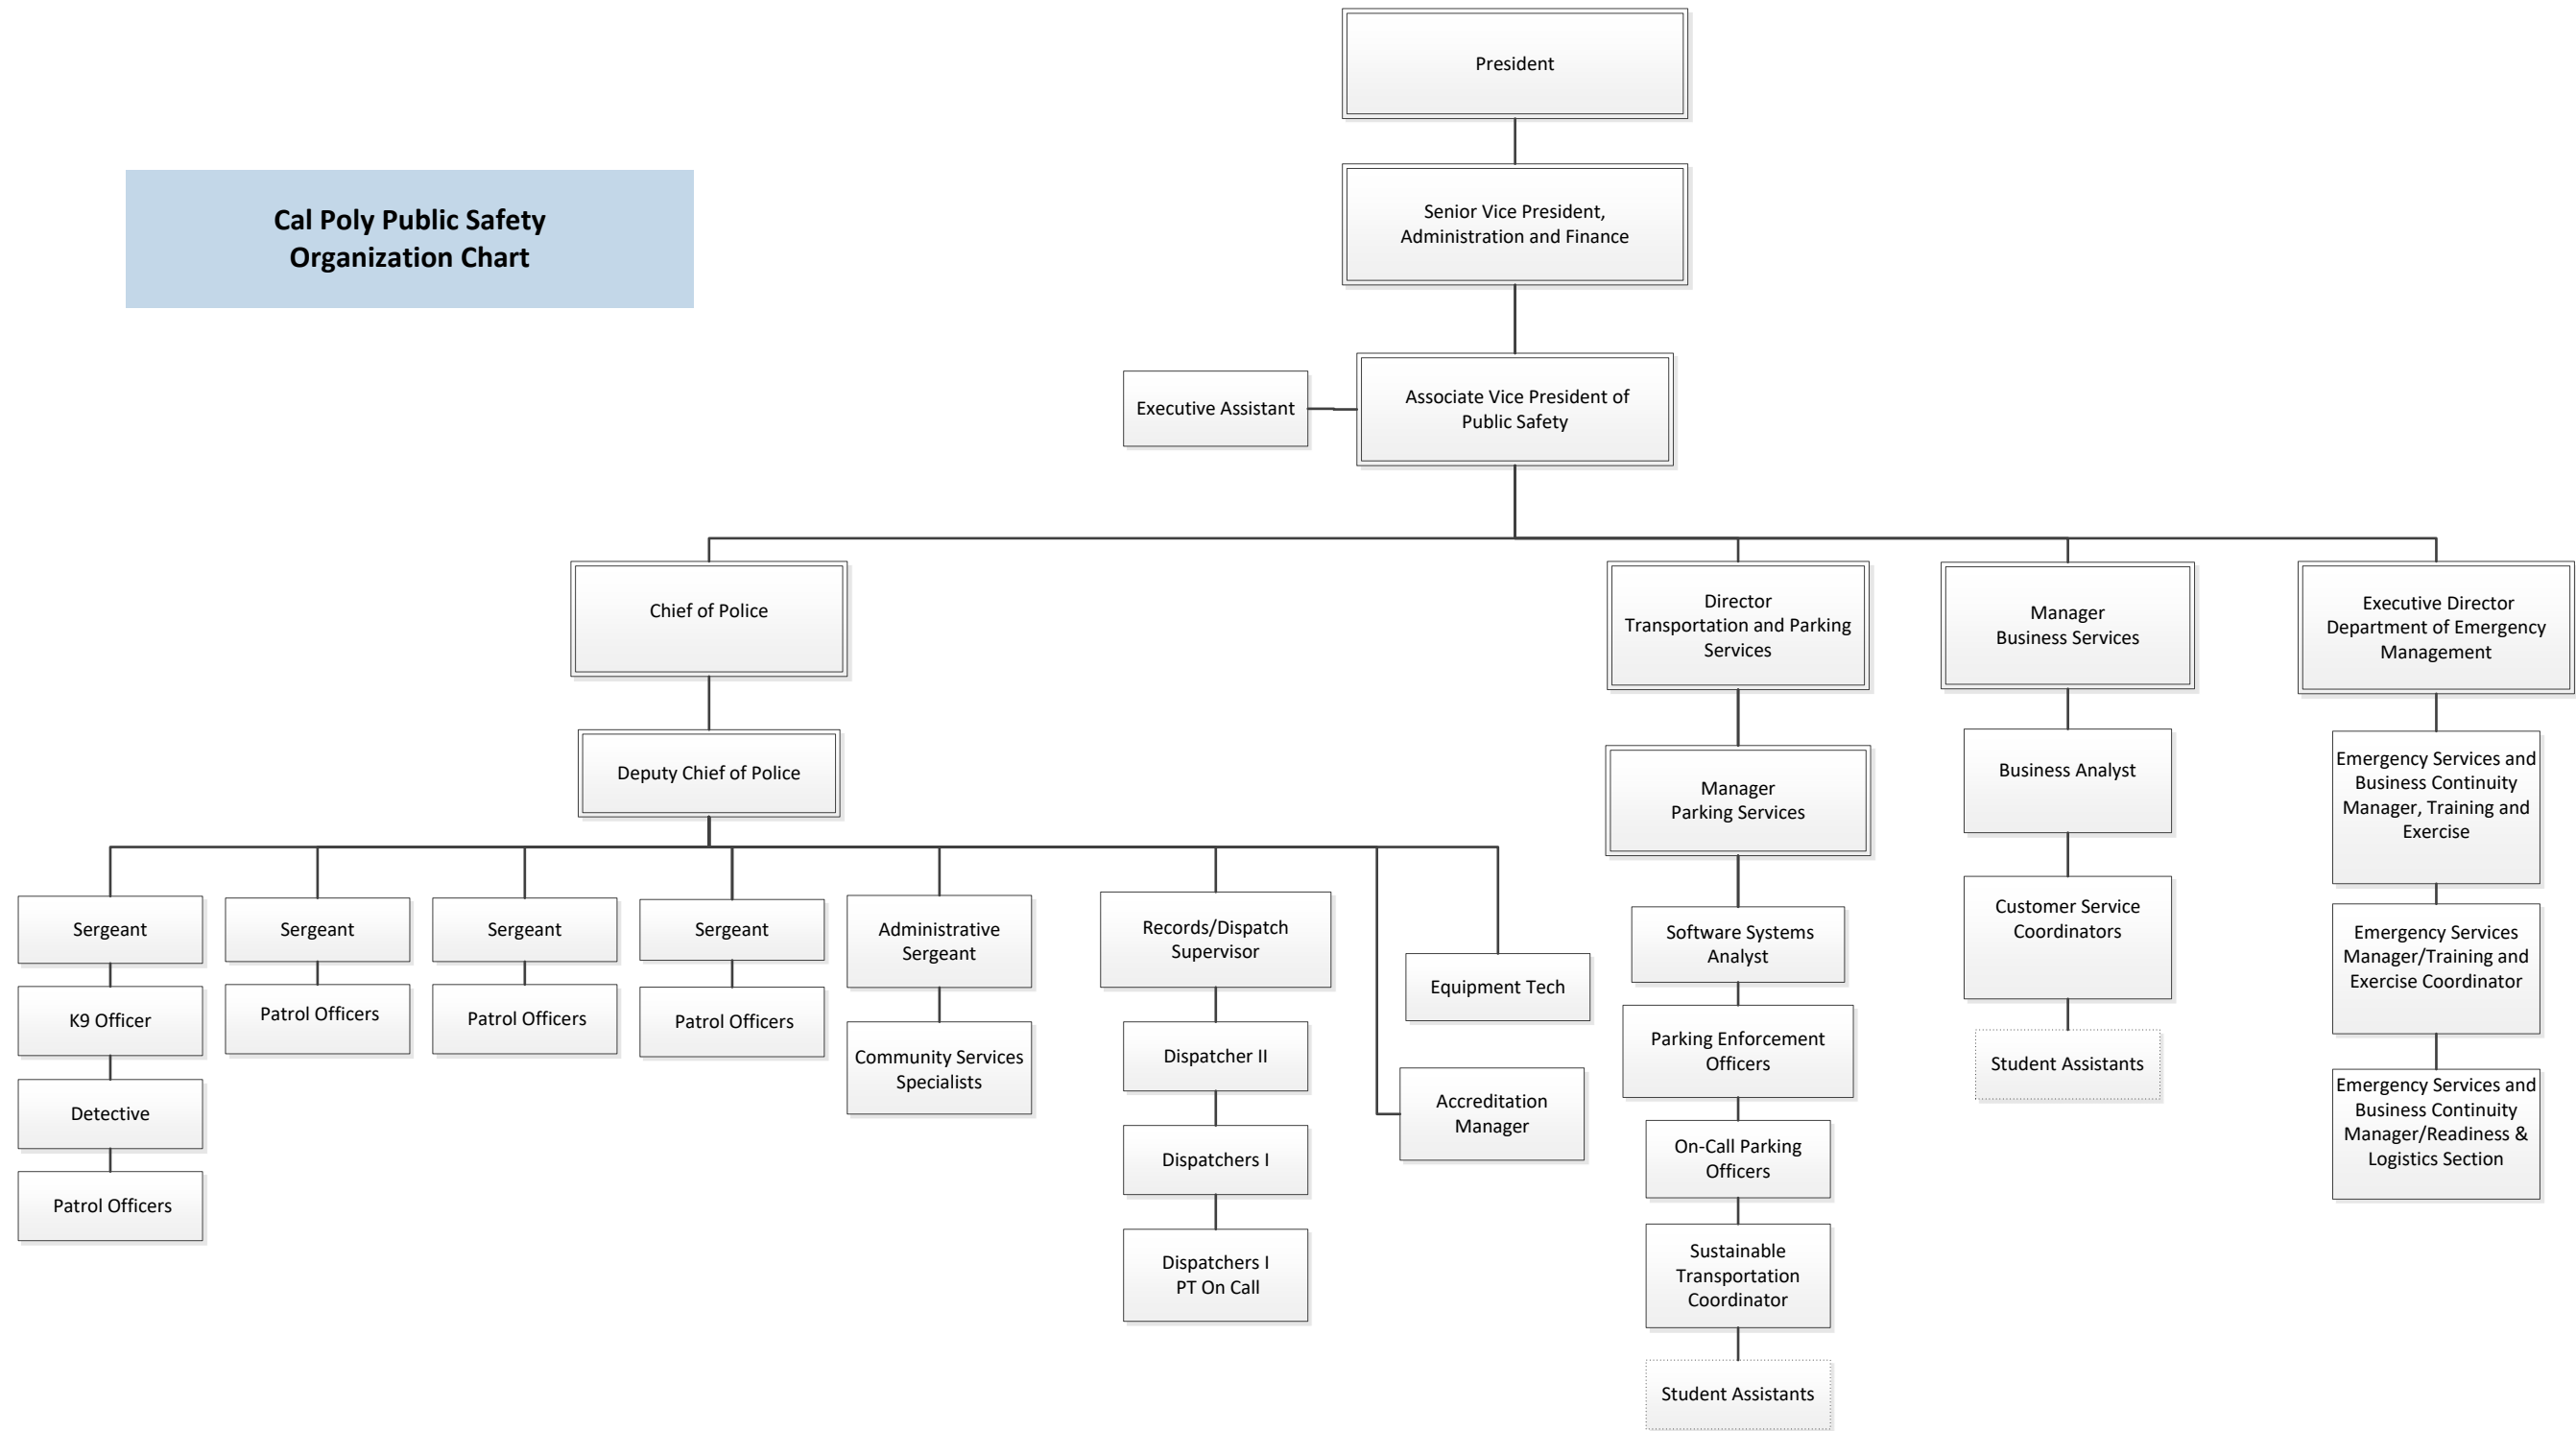 President
Cal Poly Public Safety
Organization Chart
Senior Vice President,
Administration and Finance
Executive Assistant
Associate Vice President of
Public Safety
Chief of Police
Director
Transportation and Parking
Services
Manager
Business Services
Executive Director
Department of Emergency
Management
Deputy Chief of Police
Manager
Parking Services
Business Analyst
Emergency Services and
Business Continuity
Manager, Training and
Exercise
Sergeant
Sergeant
Sergeant
Sergeant
Administrative
Sergeant
Records/Dispatch
Supervisor
Equipment Tech
Software Systems
Analyst
Customer Service
Coordinators
Emergency Services
Manager/Training and
Exercise Coordinator
K9 Officer
Patrol Officers
Patrol Officers
Patrol Officers
Community Services
Specialists
Dispatcher II
Accreditation
Manager
Parking Enforcement
Officers
Student Assistants
Emergency Services and
Business Continuity
Manager/Readiness &
Logistics Section
Detective
Dispatchers I
On-Call Parking
Officers
Patrol Officers
Dispatchers I
PT On Call
Sustainable
Transportation
Coordinator
Student Assistants